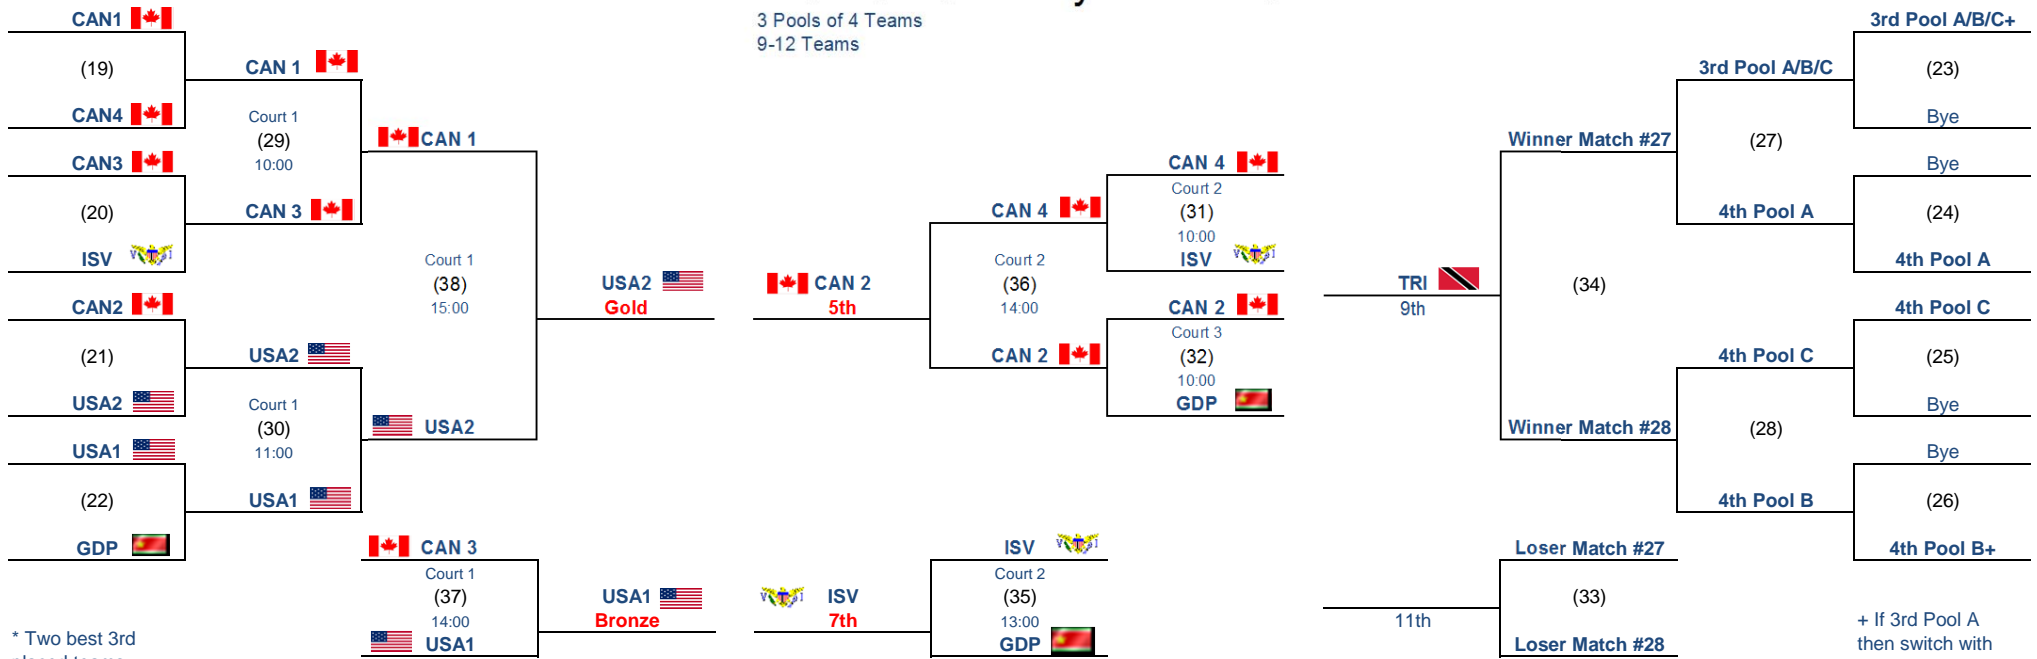 3 Pools of 4 Teams
9-12 Teams
CAN1
(19)
CAN4
CAN3
(20)
ISV
CAN2
(21)
USA2
USA1
(22)
GDP
CAN 1
Court 1
(29)
10:00
CAN 3
USA2
Court 1
(30)
11:00
USA1
CAN 1
Court 1
(38)
15:00
USA2
USA2
Gold
CAN 3
Court 1
(37)
14:00
USA1
USA1
Bronze
CAN 2
5th
CAN 4
Court 2
(36)
14:00
CAN 2
CAN 4
Court 2
(31)
10:00
ISV
CAN 2
Court 3
(32)
10:00
GDP
ISV
7th
ISV
Court 2
(35)
13:00
GDP
TRI
9th
Winner Match #27
(34)
Winner Match #28
3rd Pool A/B/C
(27)
4th Pool A
4th Pool C
(28)
4th Pool B
3rd Pool A/B/C+
(23)
Bye
Bye
(24)
4th Pool A
4th Pool C
(25)
Bye
Bye
(26)
4th Pool B+
11th
Loser Match #27
(33)
Loser Match #28
* Two best 3rd
placed teams
+ If 3rd Pool A
then switch with